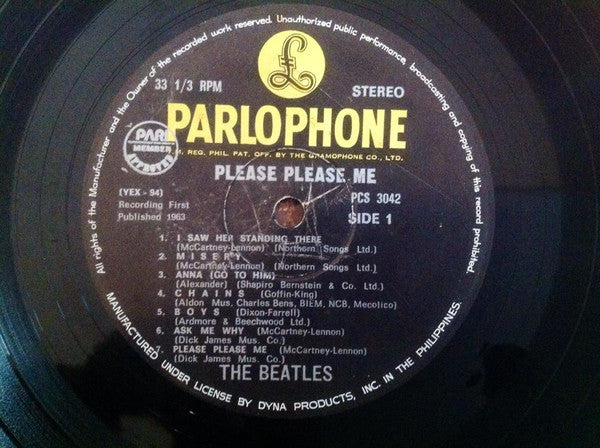 All rights of the Manufacturer and the Owner of the recorded work reserved. Unauthorized public performance, broadcasting and copying of this record prohibited.
£
33 1/3 RPM
STEREO
PARLOPHONE
T.M. REG. PHIL. PAT. OFF. BY THE GRAMOPHONE CO., LTD.
PARI
MEMBER
APPROVED
PLEASE PLEASE ME
(YEX - 94)
PCS 3042
Recording First
Published 1963
SIDE 1
1. I SAW HER STANDING THERE
(McCartney-Lennon) (Northern Songs Ltd.)
2. MISERY
(McCartney-Lennon) (Northern Songs Ltd.)
3. ANNA (GO TO HIM)
(Alexander) (Shapiro Bernstein & Co. Ltd.)
4. CHAINS (Goffin-King)
(Aldon Mus. Charles Bens, BIEM, NCB, Mecolico)
5. BOYS (Dixon-Farrell)
(Ardmore & Beechwood Ltd.)
6. ASK ME WHY (McCartney-Lennon)
(Dick James Mus. Co.)
7. PLEASE PLEASE ME (McCartney-Lennon)
(Dick James Mus. Co.)
THE BEATLES
MANUFACTURED UNDER LICENSE BY DYNA PRODUCTS, INC. IN THE PHILIPPINES.